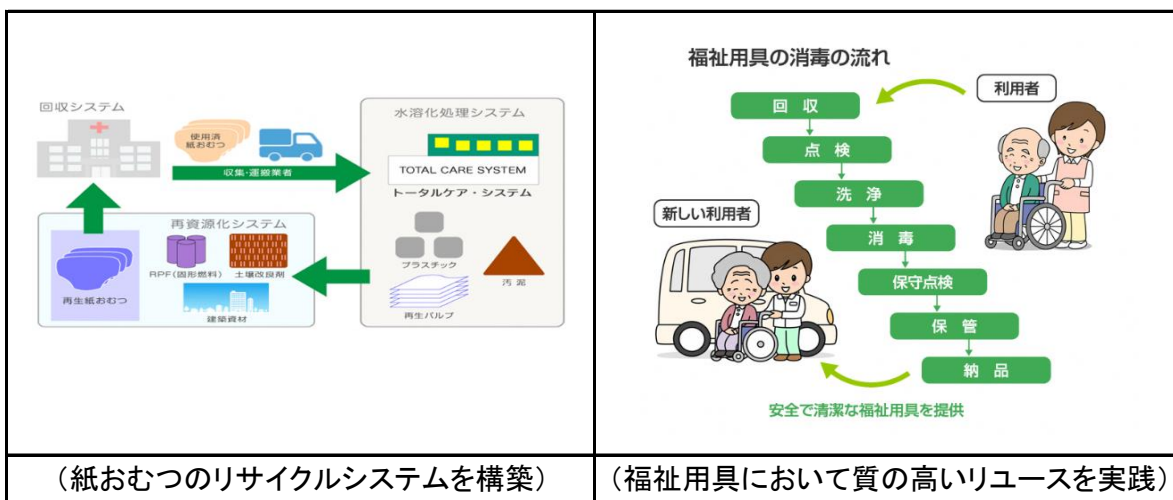 回収システム
使用済
紙おむつ
収集・運搬業者
水溶化処理システム
TOTAL CARE SYSTEM
トータルケア・システム
プラスチック
汚泥
再生パルプ
再資源化システム
再生紙おむつ
RPF(固形燃料)
土壌改良剤
建築資材
(紙おむつのリサイクルシステムを構築)
福祉用具の消毒の流れ
利用者
回収
点検
洗浄
消毒
保守点検
保管
納品
新しい利用者
安全で清潔な福祉用具を提供
(福祉用具において質の高いリユースを実践)